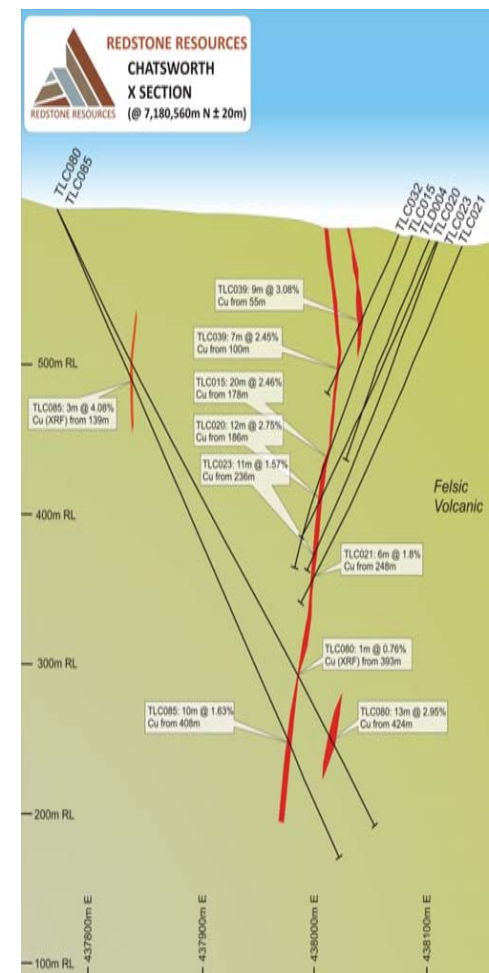 REDSTONE RESOURCES
CHATSWORTH
X SECTION
(@ 7,180,560m N ± 20m)
REDSTONE RESOURCES
TLC080
TLC085
TLC032
TLC015
TLD004
TLC020
TLC023
TLC021
TLC039: 9m @ 3.08%
Cu from 55m
TLC039: 7m @ 2.45%
Cu from 100m
500m RL
TLC015: 20m @ 2.46%
Cu from 178m
TLC085: 3m @ 4.08%
Cu (XRF) from 139m
TLC020: 12m @ 2.75%
Cu from 186m
TLC023: 11m @ 1.57%
Cu from 236m
Felsic
Volcanic
400m RL
TLC021: 6m @ 1.8%
Cu from 248m
300m RL
TLC080: 1m @ 0.76%
Cu (XRF) from 393m
TLC085: 10m @ 1.63%
Cu from 408m
TLC080: 13m @ 2.95%
Cu from 424m
200m RL
437800m E
437900m E
438000m E
438100m E
100m RL